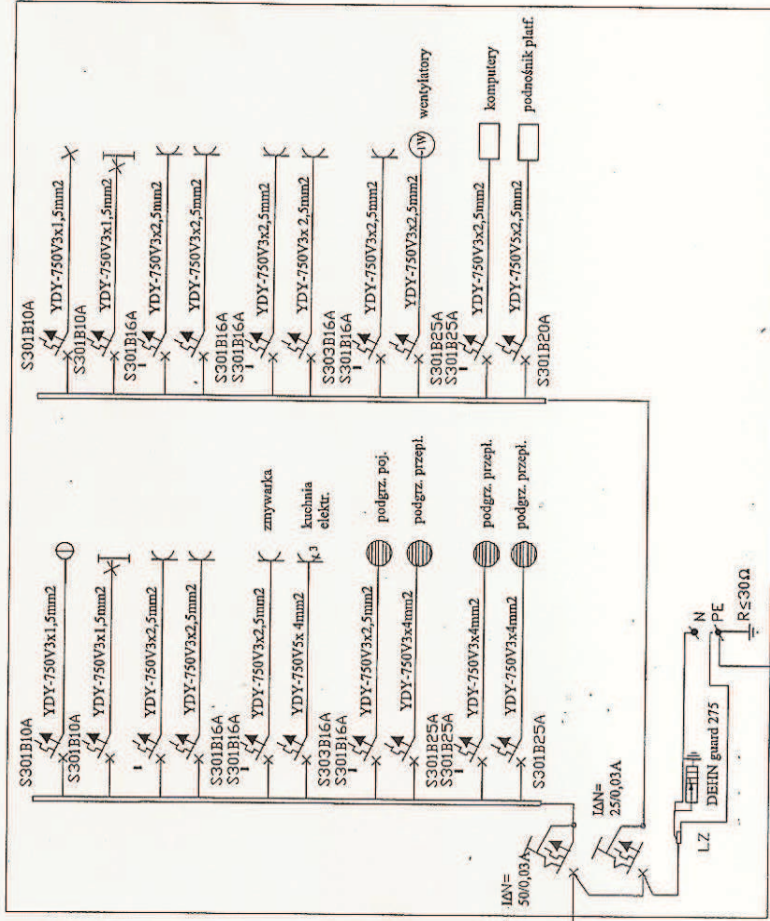 S301B10A
YDY-750V3x1,5mm2
S301B10A
YDY-750V3x1,5mm2
S301B16A
YDY-750V3x2,5mm2
YDY-750V3x2,5mm2
S301B16A
S301B16A
YDY-750V3x2,5mm2
YDY-750V3x 2,5mm2
S303B16A
S301B16A
YDY-750V3x2,5mm2
YDY-750V3x2,5mm2
~1W
wentylatory
S301B25A
S301B25A
YDY-750V3x2,5mm2
komputery
YDY-750V5x2,5mm2
podnośnik platf.
S301B20A
S301B10A
YDY-750V3x1,5mm2
S301B10A
YDY-750V3x1,5mm2
YDY-750V3x2,5mm2
YDY-750V3x2,5mm2
S301B16A
S301B16A
YDY-750V3x2,5mm2
zmywarka
YDY-750V5x 4mm2
x3
kuchnia
elektr.
S303B16A
S301B16A
YDY-750V3x2,5mm2
podgrz. poj.
YDY-750V3x4mm2
podgrz. przepł.
S301B25A
S301B25A
YDY-750V3x4mm2
podgrz. przepł.
YDY-750V3x4mm2
podgrz. przepł.
S301B25A
IΔN=
50/0,03A
IΔN=
25/0,03A
LZ
DEHN guard 275
N
PE
R≤30Ω